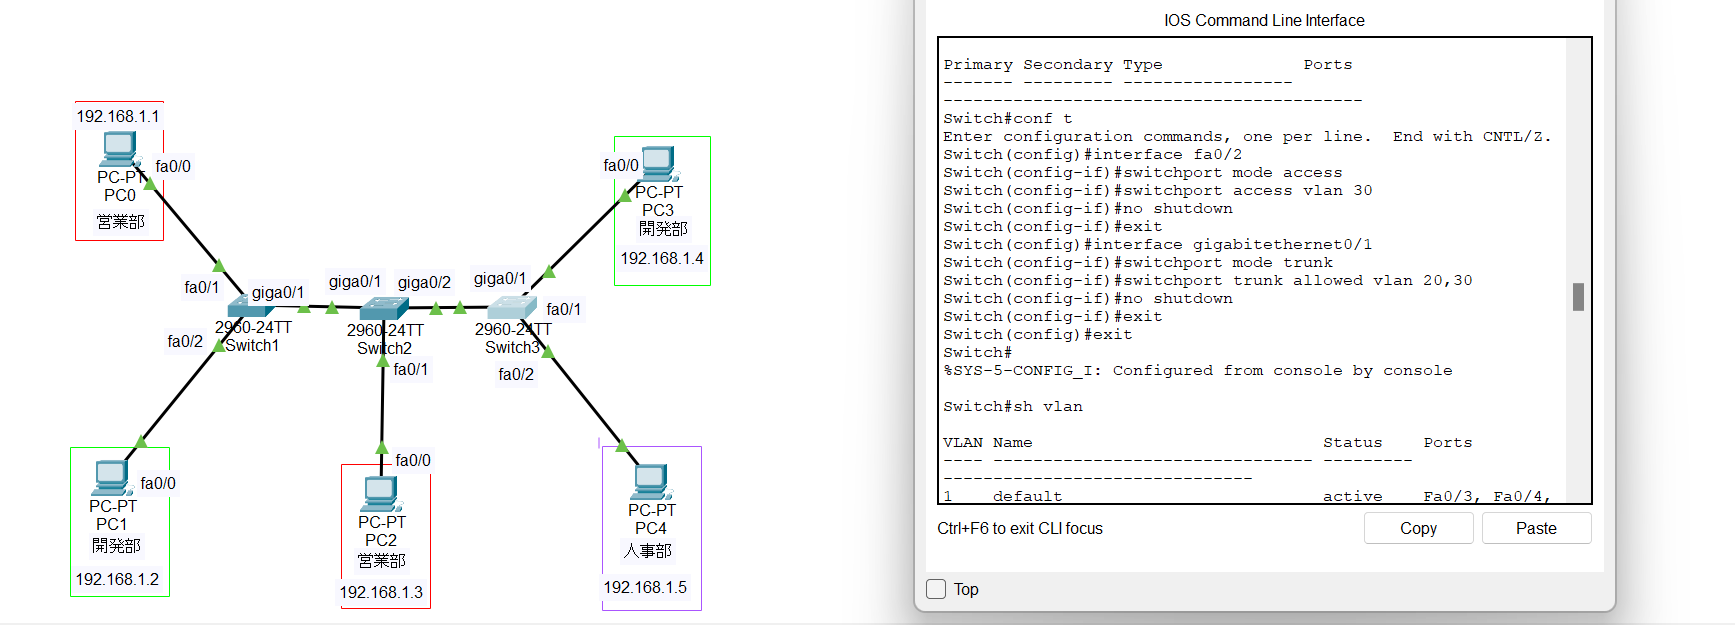 192.168.1.1
fa0/0
PC-PT
PC0
営業部
fa0/1
giga0/1
giga0/1
giga0/2
giga0/1
fa0/0
PC-PT
PC3
開発部
192.168.1.4
fa0/1
2960-24TT
Switch1
2960-24TT
Switch2
2960-24TT
Switch3
fa0/2
fa0/1
fa0/2
fa0/0
PC-PT
PC1
開発部
192.168.1.2
fa0/0
PC-PT
PC2
営業部
192.168.1.3
PC-PT
PC4
人事部
192.168.1.5
IOS Command Line Interface
Primary Secondary Type Ports
------- --------- -----------------
------------------------------------------
Switch#conf t
Enter configuration commands, one per line. End with CNTL/Z.
Switch(config)#interface fa0/2
Switch(config-if)#switchport mode access
Switch(config-if)#switchport access vlan 30
Switch(config-if)#no shutdown
Switch(config-if)#exit
Switch(config)#interface gigabitethernet0/1
Switch(config-if)#switchport mode trunk
Switch(config-if)#switchport trunk allowed vlan 20,30
Switch(config-if)#no shutdown
Switch(config-if)#exit
Switch(config)#exit
Switch#
%SYS-5-CONFIG_I: Configured from console by console
Switch#sh vlan
VLAN Name Status Ports
---- -------------------------------- ---------
-------------------------------
1 default active Fa0/3, Fa0/4,
Ctrl+F6 to exit CLI focus
Copy
Paste
Top